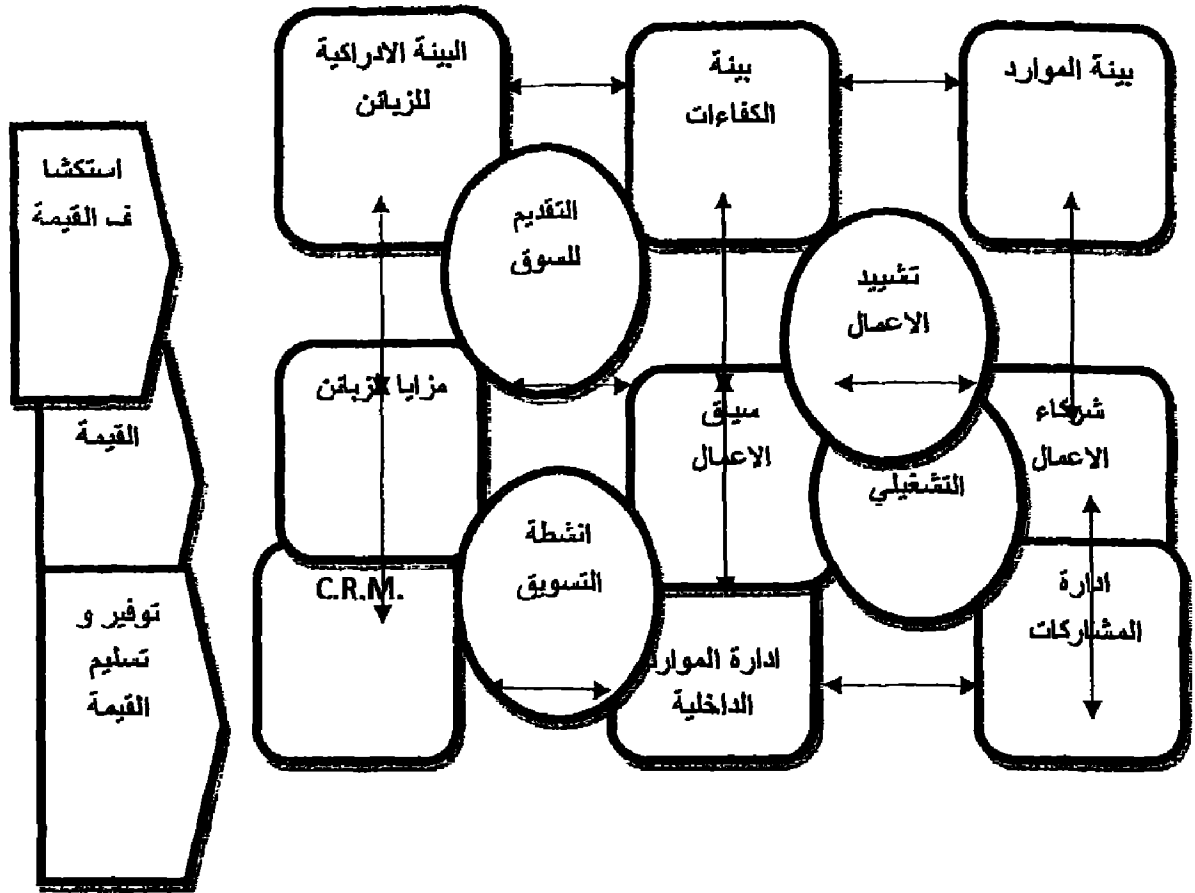 البيئة الادراكية
للزبائن
بيئة
الكفاءات
بيئة الموارد
استكشا
ف القيمة
التقديم
للسوق
تشييد
الاعمال
القيمة
مزايا الزبائن
سياق
الاعمال
شركاء
الاعمال
التشغيلي
انشطة
التسويق
C.R.M.
توفير و
تسليم
القيمة
ادارة الموارد
الداخلية
ادارة
المشاركات